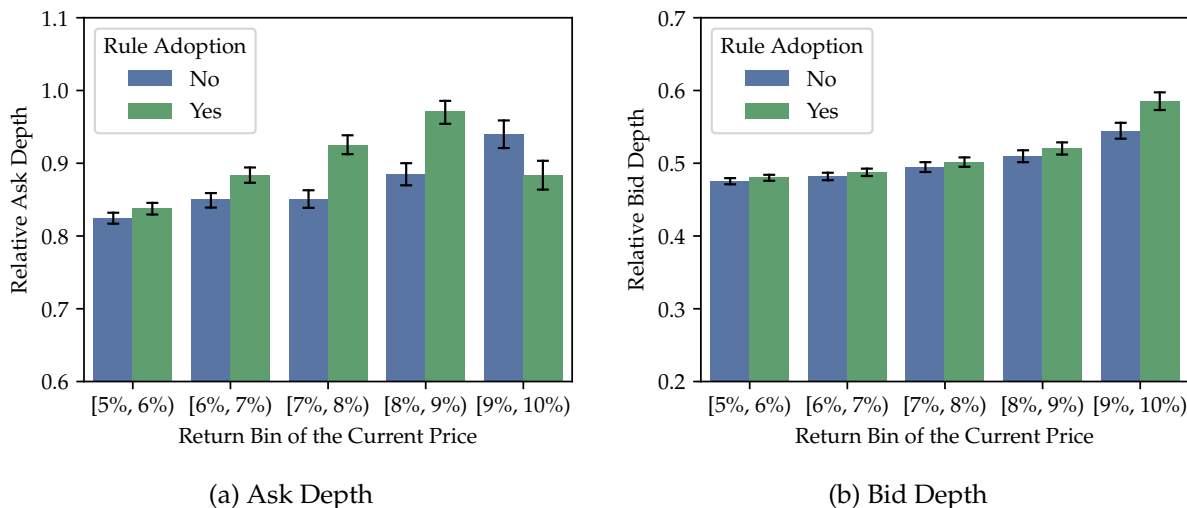 1.1
1.0
0.9
0.8
0.7
0.6
Relative Ask Depth
Rule Adoption
No
Yes
[5%, 6%) [6%, 7%) [7%, 8%) [8%, 9%) [9%, 10%)
Return Bin of the Current Price
(a) Ask Depth
0.7
0.6
0.5
0.4
0.3
0.2
Relative Bid Depth
Rule Adoption
No
Yes
[5%, 6%) [6%, 7%) [7%, 8%) [8%, 9%) [9%, 10%)
Return Bin of the Current Price
(b) Bid Depth